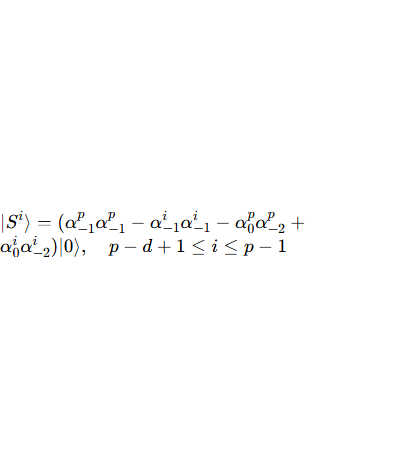 |S^i⟩ = (α^p_{−1}α^p_{−1} − α^i_{−1}α^i_{−1} − α^p_0α^p_{−2} +
α^i_0α^i_{−2})|0⟩, p − d + 1 ≤ i ≤ p − 1